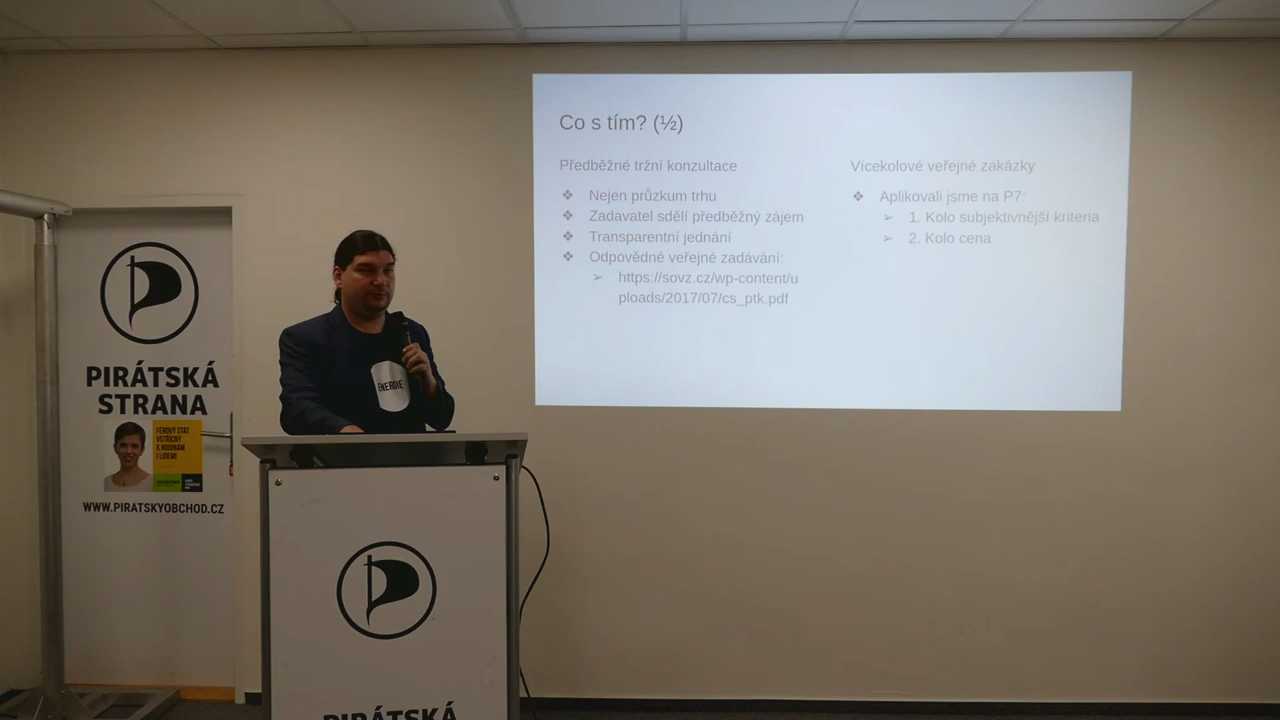 Co s tím? (½)
Předběžné tržní konzultace
❖ Nejen průzkum trhu
❖ Zadavatel sdělí předběžný zájem
❖ Transparentní jednání
❖ Odpovědné veřejné zadávání:
➢ https://sovz.cz/wp-content/u
ploads/2017/07/cs_ptk.pdf
Vícekolové veřejné zakázky
❖ Aplikovali jsme na P7:
➢ 1. Kolo subjektivnější kriteria
➢ 2. Kolo cena
PIRÁTSKÁ
STRANA
FÉROVÝ STÁT
VSTŘÍCNÝ
K RODINÁM
I LIDEM!
WWW.PIRATSKYOBCHOD.CZ
ENERGIE
PIRÁTSKÁ